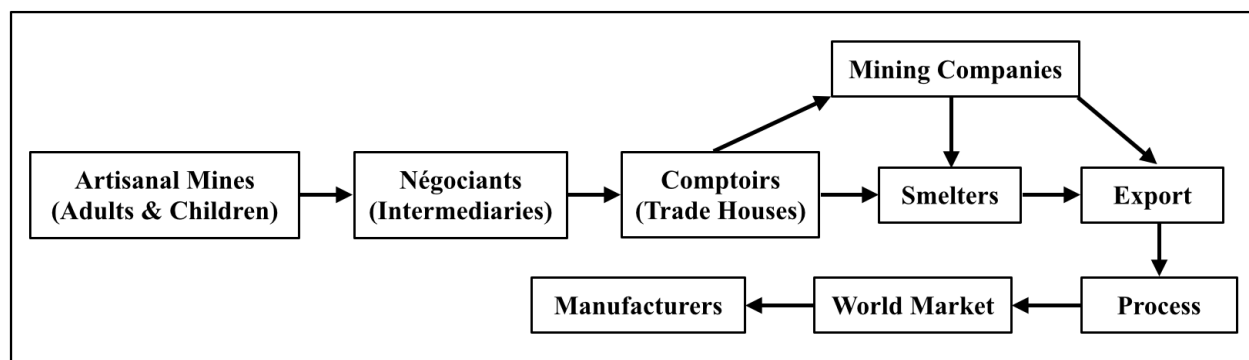 Mining Companies
Artisanal Mines
(Adults & Children)
Négociants
(Intermediaries)
Comptoirs
(Trade Houses)
Smelters
Export
Manufacturers
World Market
Process